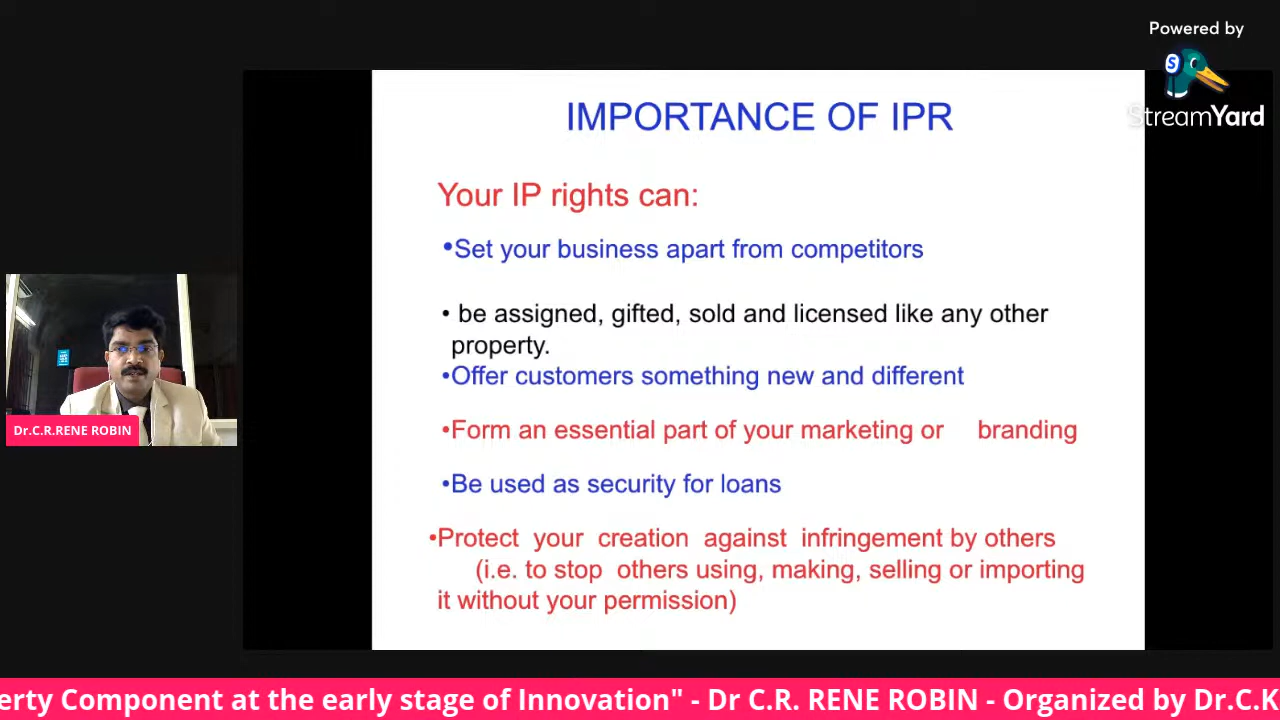 Powered by
StreamYard
IMPORTANCE OF IPR
Your IP rights can:
•Set your business apart from competitors
• be assigned, gifted, sold and licensed like any other
property.
•Offer customers something new and different
•Form an essential part of your marketing or branding
•Be used as security for loans
•Protect your creation against infringement by others
(i.e. to stop others using, making, selling or importing
it without your permission)
Dr.C.R.RENE ROBIN
erty Component at the early stage of Innovation" - Dr C.R. RENE ROBIN - Organized by Dr.C.K